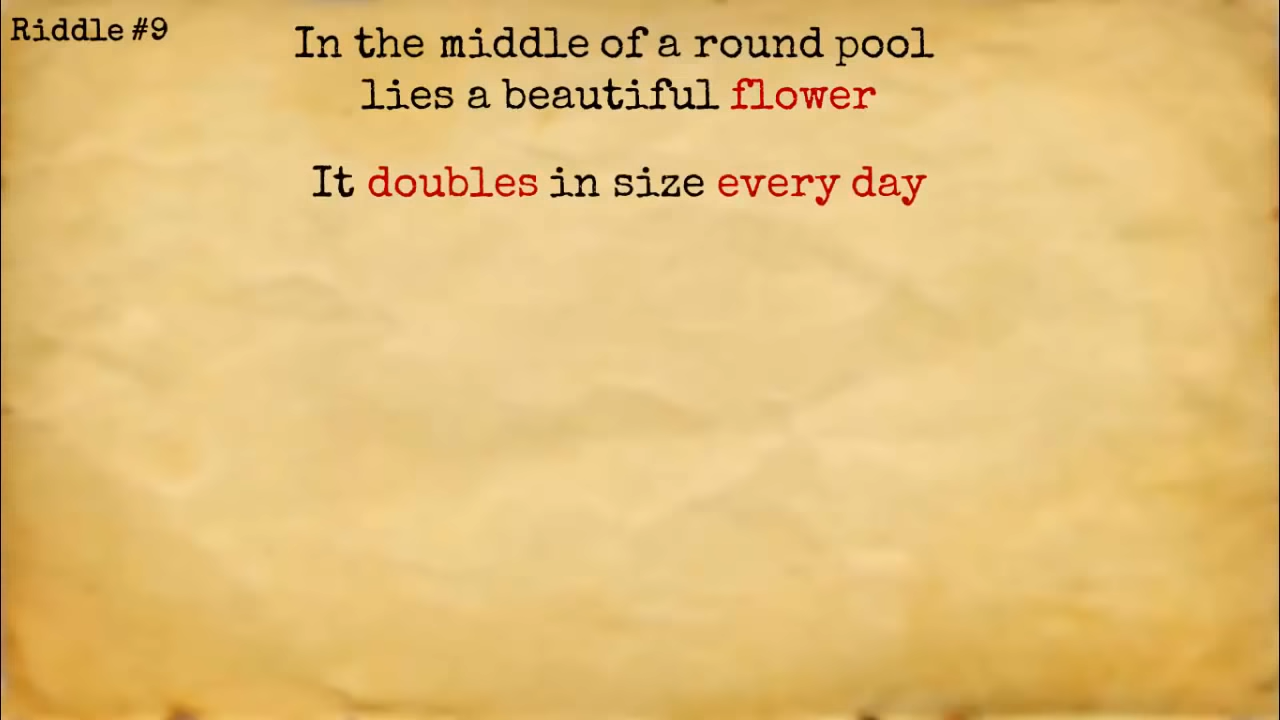 Riddle #9
In the middle of a round pool
lies a beautiful flower
It doubles in size every day